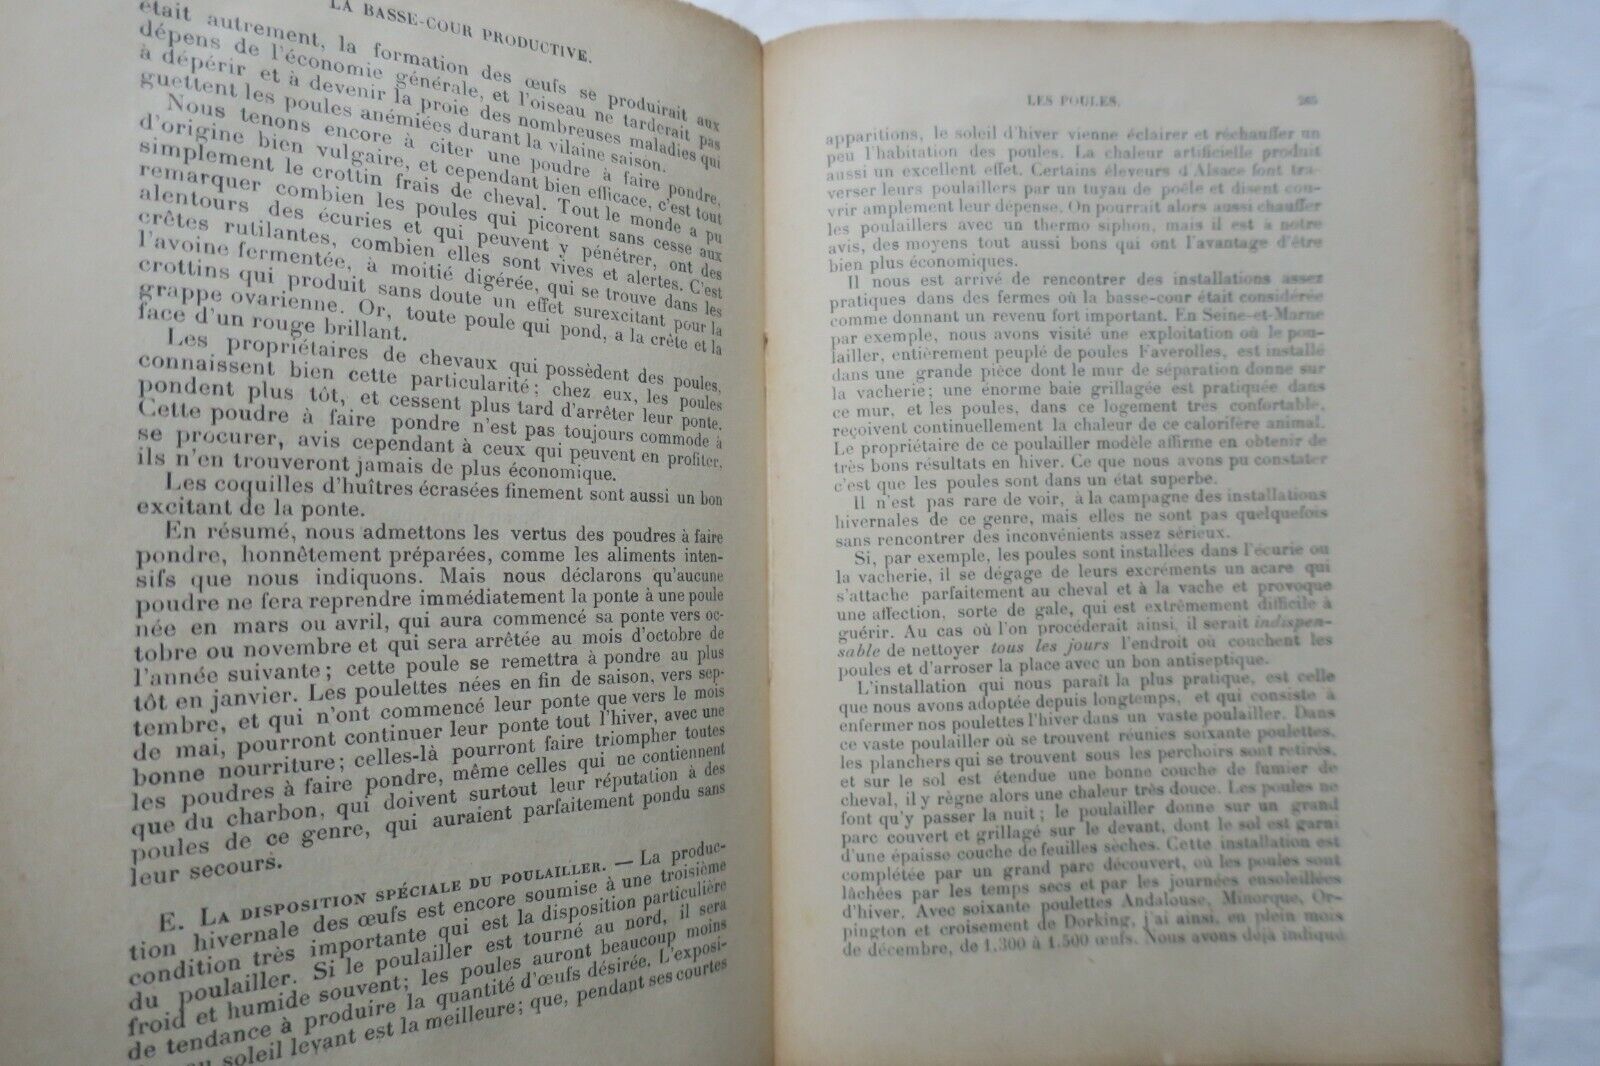 LA BASSE-COUR PRODUCTIVE.
était autrement, la formation des œufs se produirait aux
dépens de l'économie générale, et l'oiseau ne tarderait pas
à dépérir et à devenir la proie des nombreuses maladies qui
guettent les poules anémiées durant la vilaine saison.
Nous tenons encore à citer une poudre à faire pondre,
d'origine bien vulgaire, et cependant bien efficace, c'est tout
simplement le crottin frais de cheval. Tout le monde a pu
remarquer combien les poules qui picorent sans cesse aux
alentours des écuries et qui peuvent y pénétrer, ont des
crêtes rutilantes, combien elles sont vives et alertes. C'est
l'avoine fermentée, à moitié digérée, qui se trouve dans les
crottins qui produit sans doute un effet surexcitant pour la
grappe ovarienne. Or, toute poule qui pond, a la crête et la
face d'un rouge brillant.
Les propriétaires de chevaux qui possèdent des poules,
connaissent bien cette particularité; chez eux, les poules
pondent plus tôt, et cessent plus tard d'arrêter leur ponte.
Cette poudre à faire pondre n'est pas toujours commode à
se procurer, avis cependant à ceux qui peuvent en profiter,
ils n'en trouveront jamais de plus économique.
Les coquilles d'huîtres écrasées finement sont aussi un bon
excitant de la ponte.
En résumé, nous admettons les vertus des poudres à faire
pondre, honnêtement préparées, comme les aliments inten-
sifs que nous indiquons. Mais nous déclarons qu'aucune
poudre ne fera reprendre immédiatement la ponte à une poule
née en mars ou avril, qui aura commencé sa ponte vers oc-
tobre ou novembre et qui sera arrêtée au mois d'octobre de
l'année suivante; cette poule se remettra à pondre au plus
tôt en janvier. Les poulettes nées en fin de saison, vers sep-
tembre, et qui n'ont commencé leur ponte que vers le mois
de mai, pourront continuer leur ponte tout l'hiver, avec une
bonne nourriture; celles-là pourront faire triompher toutes
les poudres à faire pondre, même celles qui ne contiennent
que du charbon, qui doivent surtout leur réputation à des
poules de ce genre, qui auraient parfaitement pondu sans
leur secours.
E. LA DISPOSITION SPÉCIALE DU POULAILLER. — La produc-
tion hivernale des œufs est encore soumise à une troisième
condition très importante qui est la disposition particulière
du poulailler. Si le poulailler est tourné au nord, il sera
froid et humide souvent; les poules auront beaucoup moins
de tendance à produire la quantité d'œufs désirée. L'exposi-
au soleil levant est la meilleure; que, pendant ses courtes
LES POULES. 265
apparitions, le soleil d'hiver vienne éclairer et réchauffer un
peu l'habitation des poules. La chaleur artificielle produit
aussi un excellent effet. Certains éleveurs d'Alsace font tra-
verser leurs poulaillers par un tuyau de poêle et disent cou-
vrir amplement leur dépense. On pourrait alors aussi chauffer
les poulaillers avec un thermo siphon, mais il est à notre
avis, des moyens tout aussi bons qui ont l'avantage d'être
bien plus économiques.
Il nous est arrivé de rencontrer des installations assez
pratiques dans des fermes où la basse-cour était considérée
comme donnant un revenu fort important. En Seine-et-Marne
par exemple, nous avons visité une exploitation où le pou-
lailler, entièrement peuplé de poules Faverolles, est installé
dans une grande pièce dont le mur de séparation donne sur
la vacherie; une énorme baie grillagée est pratiquée dans
ce mur, et les poules, dans ce logement très confortable,
reçoivent continuellement la chaleur de ce calorifère animal.
Le propriétaire de ce poulailler modèle affirme en obtenir de
très bons résultats en hiver. Ce que nous avons pu constater
c'est que les poules sont dans un état superbe.
Il n'est pas rare de voir, à la campagne des installations
hivernales de ce genre, mais elles ne sont pas quelquefois
sans rencontrer des inconvénients assez sérieux.
Si, par exemple, les poules sont installées dans l'écurie ou
la vacherie, il se dégage de leurs excréments un acare qui
s'attache parfaitement au cheval et à la vache et provoque
une affection, sorte de gale, qui est extrêmement difficile à
guérir. Au cas où l'on procéderait ainsi, il serait indispen-
sable de nettoyer tous les jours l'endroit où couchent les
poules et d'arroser la place avec un bon antiseptique.
L'installation qui nous paraît la plus pratique, est celle
que nous avons adoptée depuis longtemps, et qui consiste à
enfermer nos poulettes l'hiver dans un vaste poulailler. Dans
ce vaste poulailler où se trouvent réunies soixante poulettes,
les planchers qui se trouvent sous les perchoirs sont retirés,
et sur le sol est étendue une bonne couche de fumier de
cheval, il y règne alors une chaleur très douce. Les poules ne
font qu'y passer la nuit; le poulailler donne sur un grand
parc couvert et grillagé sur le devant, dont le sol est garni
d'une épaisse couche de feuilles sèches. Cette installation est
complétée par un grand parc découvert, où les poules sont
lâchées par les temps secs et par les journées ensoleillées
d'hiver. Avec soixante poulettes Andalouse, Minorque, Or-
pington et croisement de Dorking, j'ai ainsi, en plein mois
de décembre, de 1.300 à 1.500 œufs. Nous avons déjà indiqué